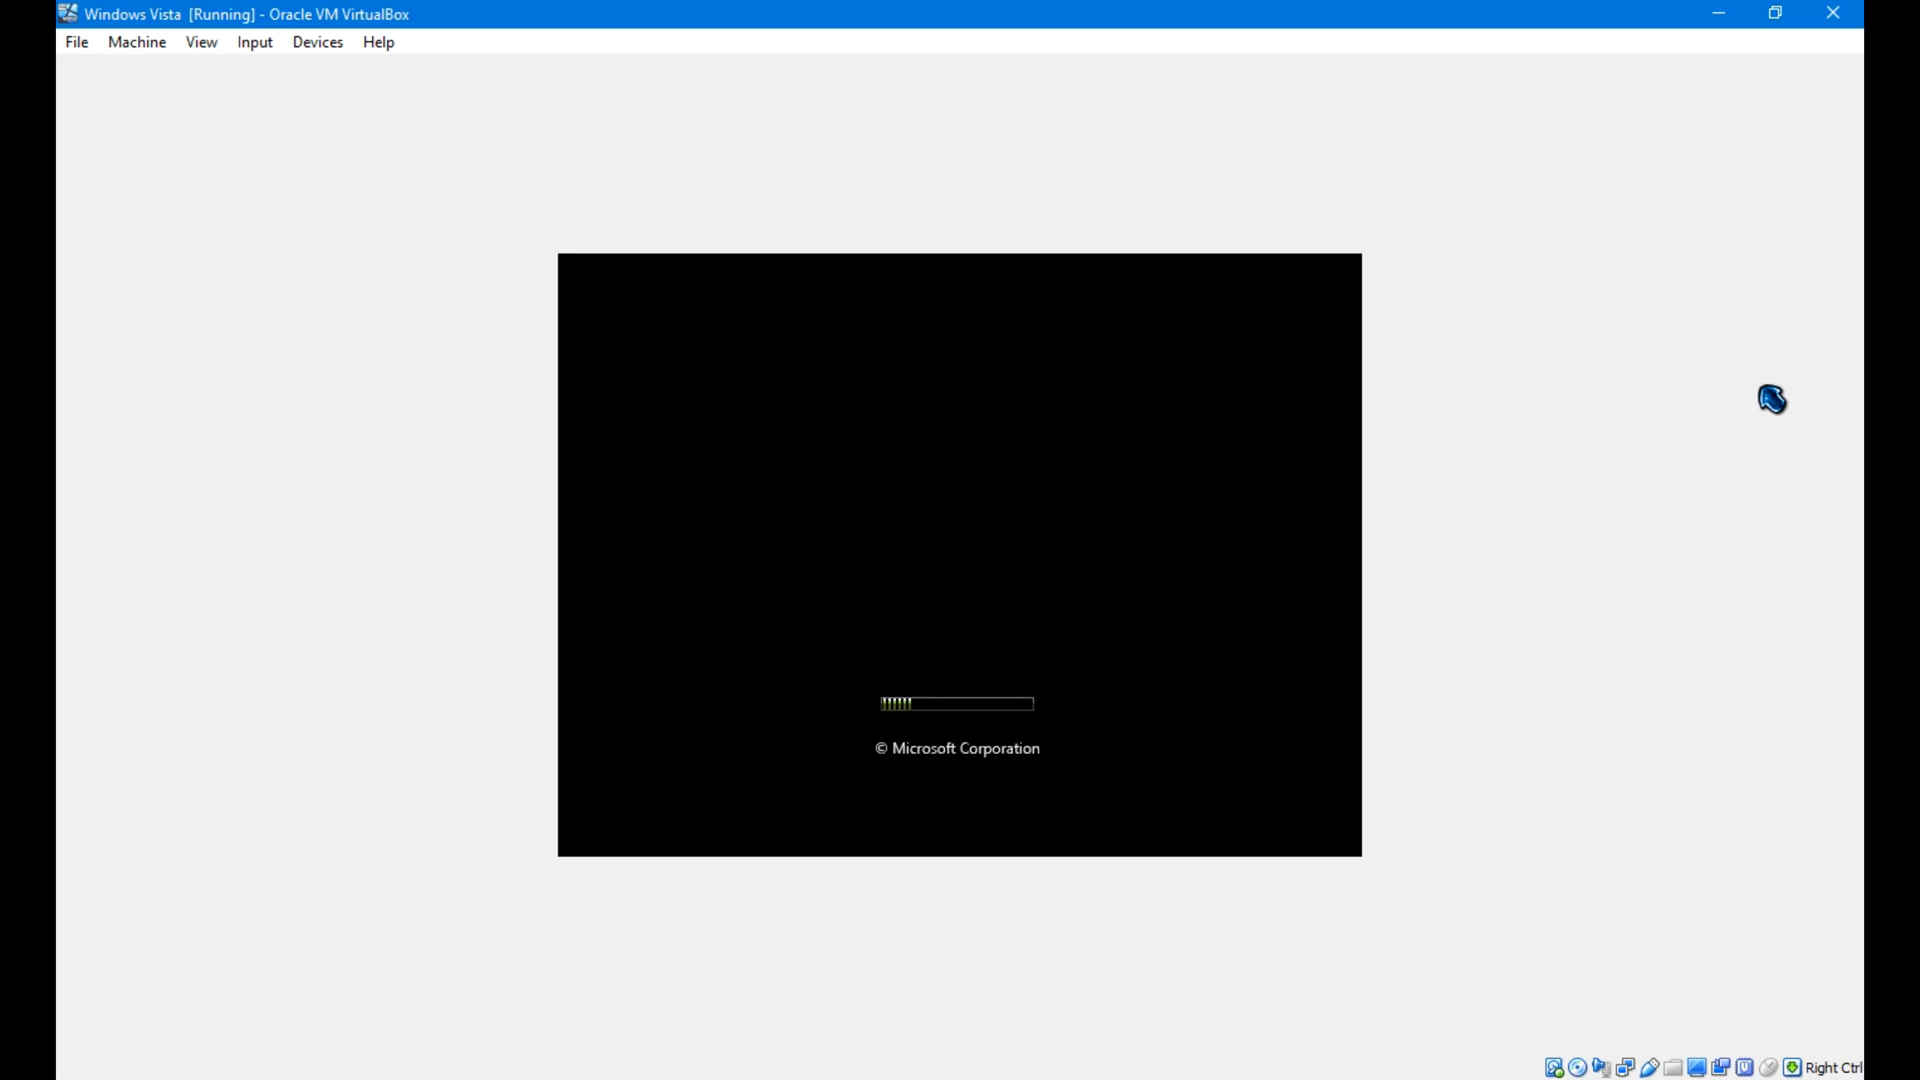 Windows Vista [Running] - Oracle VM VirtualBox
File Machine View Input Devices Help
© Microsoft Corporation
Right Ctrl